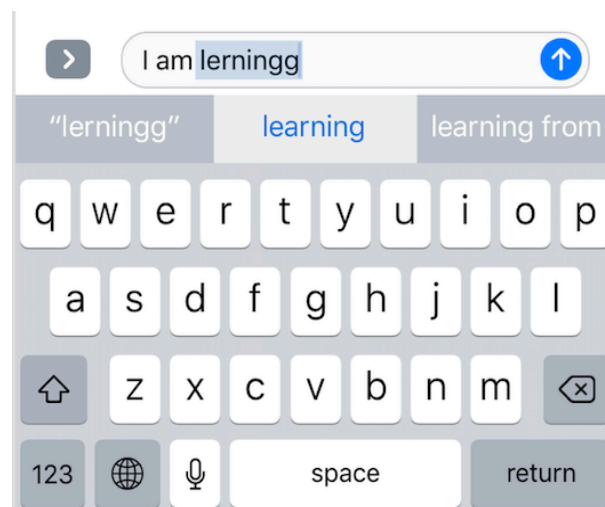 I am lerningg
“lerningg” learning learning from
q w e r t y u i o p
a s d f g h j k l
z x c v b n m
123 space return